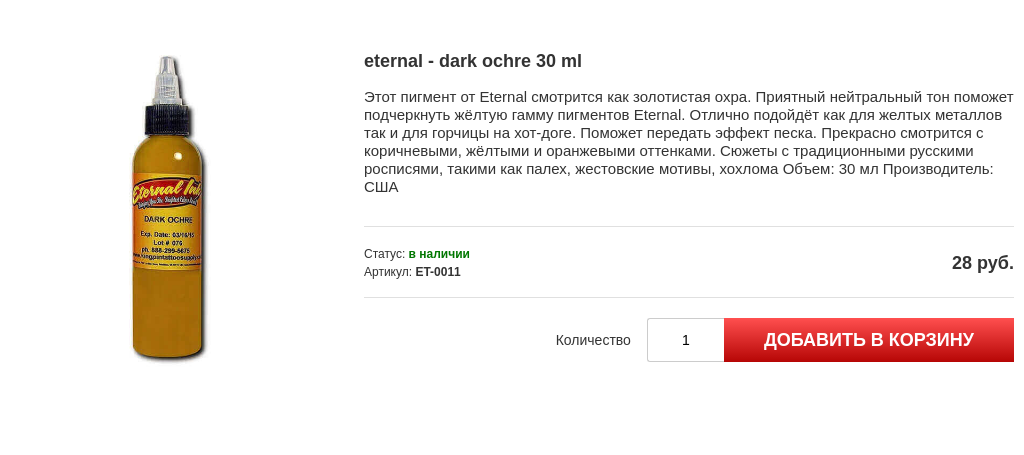 eternal - dark ochre 30 ml
Этот пигмент от Eternal смотрится как золотистая охра. Приятный нейтральный тон поможет
подчеркнуть жёлтую гамму пигментов Eternal. Отлично подойдёт как для желтых металлов
так и для горчицы на хот-доге. Поможет передать эффект песка. Прекрасно смотрится с
коричневыми, жёлтыми и оранжевыми оттенками. Сюжеты с традиционными русскими
росписями, такими как палех, жестовские мотивы, хохлома Объем: 30 мл Производитель:
США
Eternal Ink
DARK OCHRE
Exp. Date: 03/16/15
Lot # 076
ph. 888-299-6675
Статус: в наличии
Артикул: ET-0011
28 руб.
Количество
1
ДОБАВИТЬ В КОРЗИНУ